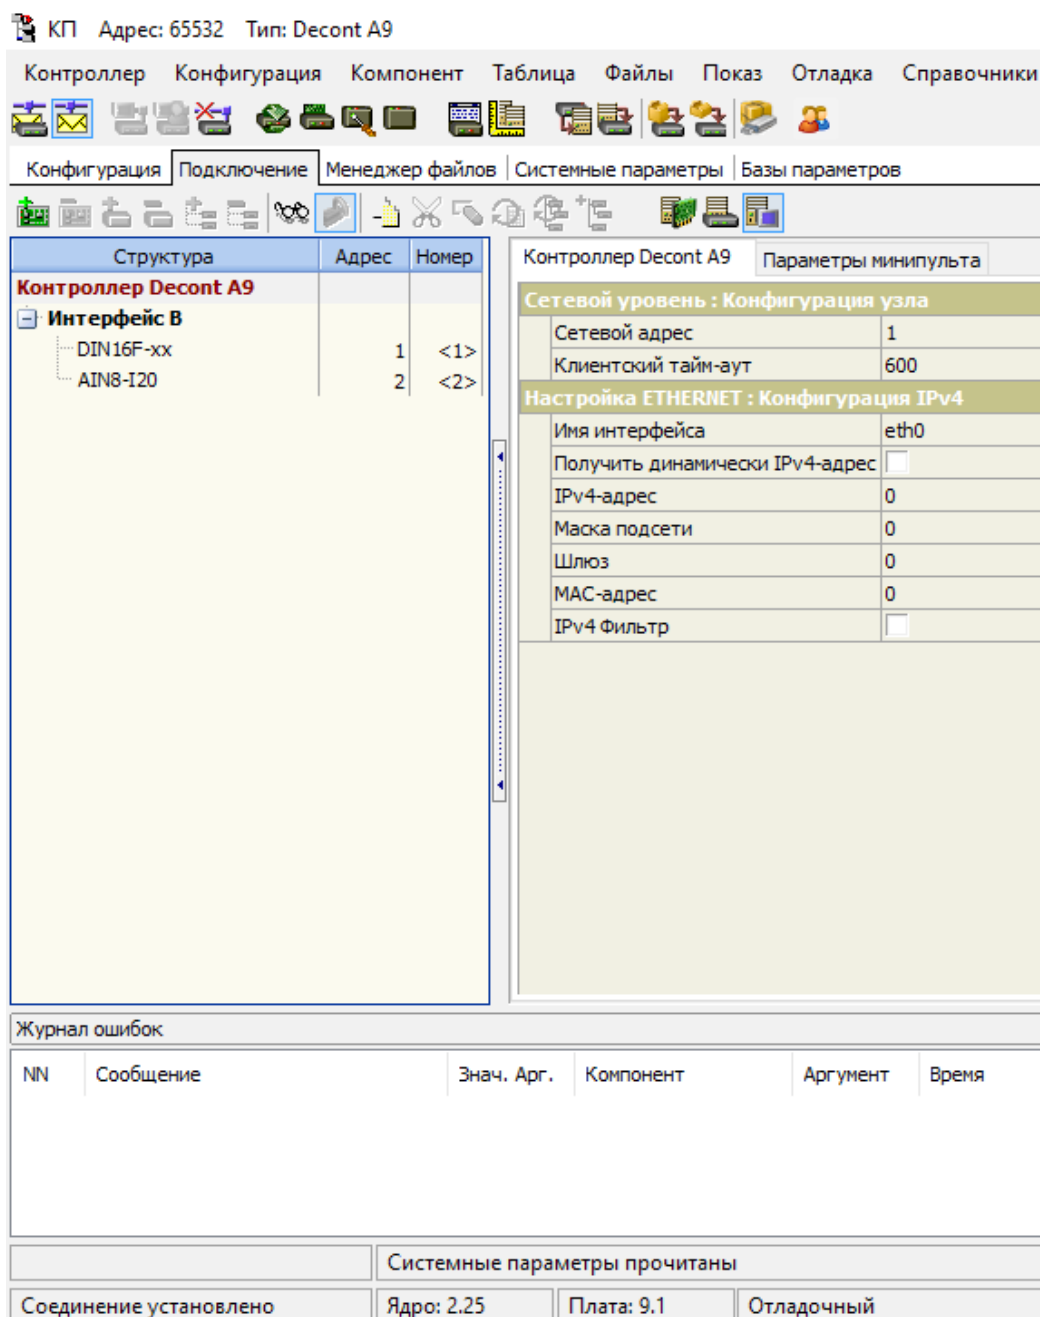 КП Адрес: 65532 Тип: Decont A9
Контроллер Конфигурация Компонент Таблица Файлы Показ Отладка Справочники
Конфигурация Подключение Менеджер файлов Системные параметры Базы параметров
Структура Адрес Номер
Контроллер Decont A9
Интерфейс B
DIN16F-xx 1 <1>
AIN8-I20 2 <2>
Контроллер Decont A9 Параметры минипульта
Сетевой уровень : Конфигурация узла
Сетевой адрес 1
Клиентский тайм-аут 600
Настройка ETHERNET : Конфигурация IPv4
Имя интерфейса eth0
Получить динамически IPv4-адрес
IPv4-адрес 0
Маска подсети 0
Шлюз 0
MAC-адрес 0
IPv4 Фильтр
Журнал ошибок
NN Сообщение Знач. Арг. Компонент Аргумент Время
Системные параметры прочитаны
Соединение установлено Ядро: 2.25 Плата: 9.1 Отладочный